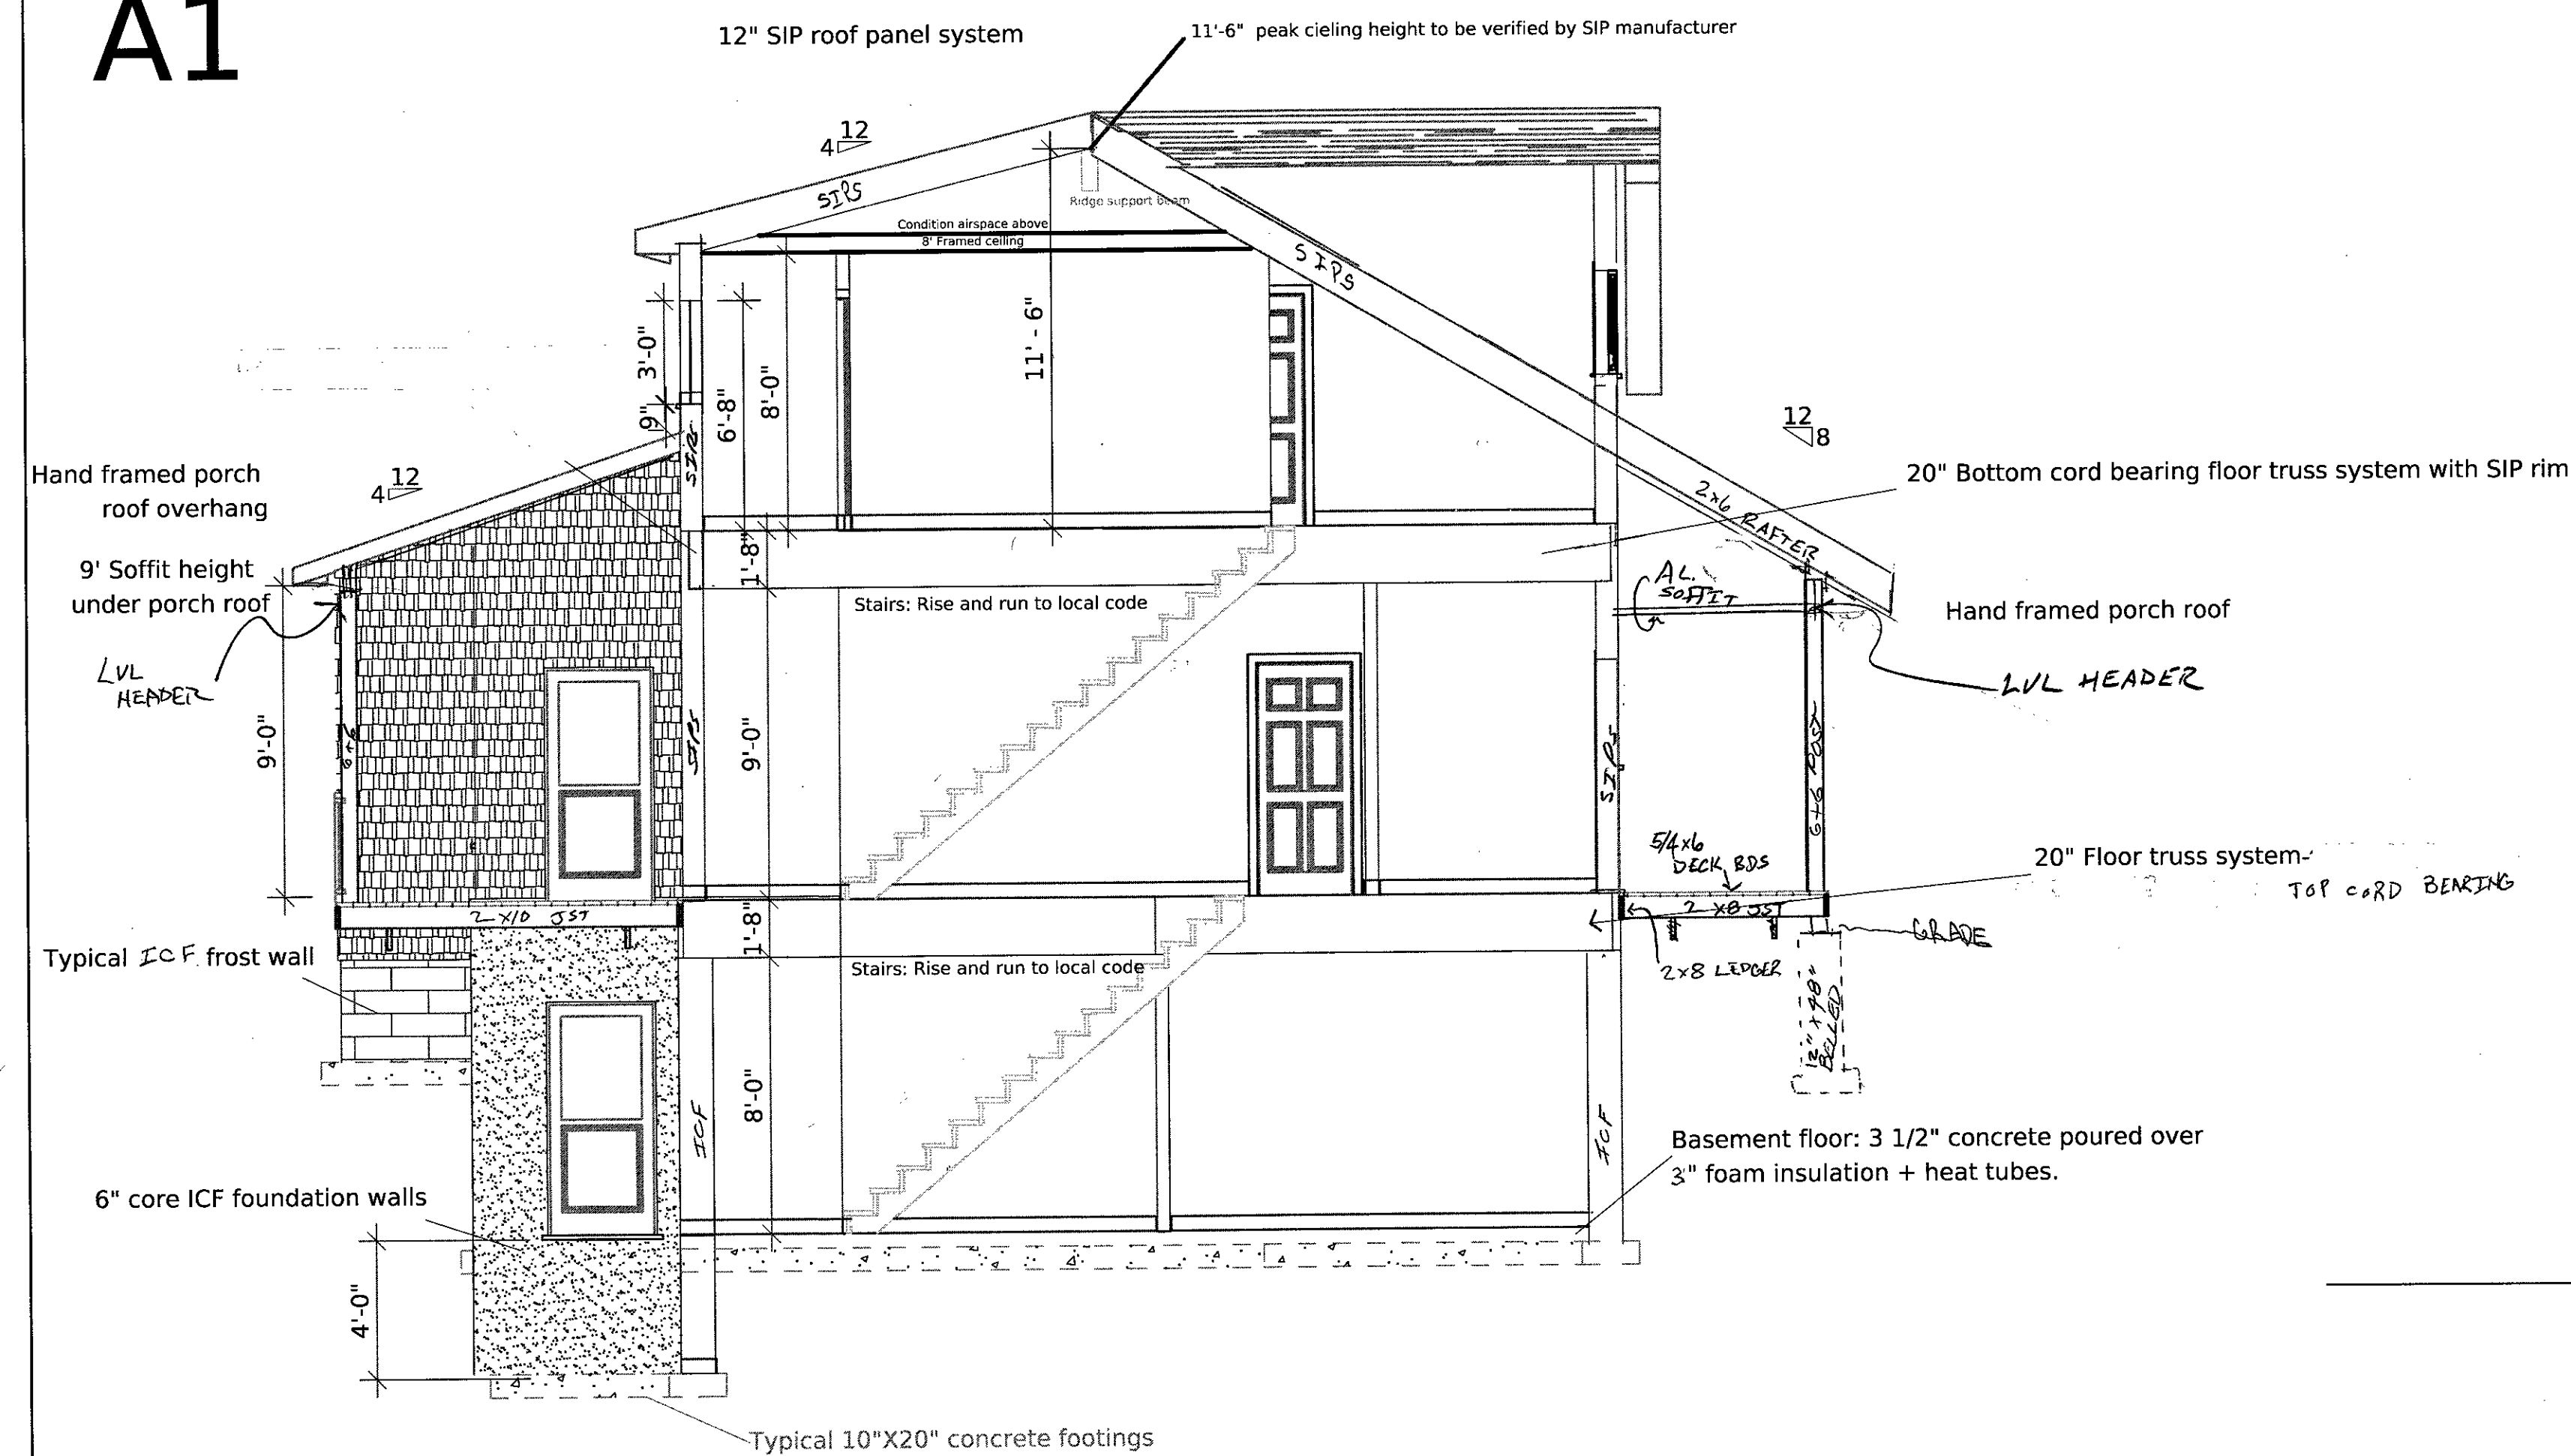 A1
12" SIP roof panel system
11'-6" peak cieling height to be verified by SIP manufacturer
12
4
SIPS
Ridge support beam
Condition airspace above
8' Framed ceiling
SIPS
3'-0"
9"
6'-8"
8'-0"
11'-6"
SIPS
12
8
Hand framed porch
roof overhang
12
4
20" Bottom cord bearing floor truss system with SIP rim
2x6 RAFTER
9' Soffit height
under porch roof
1'-8"
AL.
SOFFIT
Stairs: Rise and run to local code
Hand framed porch roof
LVL
HEADER
LVL HEADER
9'-0"
6x6
SIPS
9'-0"
SIPS
6x6 POST
5/4x6
DECK BDS
20" Floor truss system-
TOP CORD BEARING
2x10 JST
2x8 JST
1'-8"
GRADE
Typical ICF frost wall
Stairs: Rise and run to local code
2x8 LEDGER
12" x 48"
BELLED
ICF
8'-0"
ICF
Basement floor: 3 1/2" concrete poured over
3" foam insulation + heat tubes.
6" core ICF foundation walls
4'-0"
Typical 10"X20" concrete footings